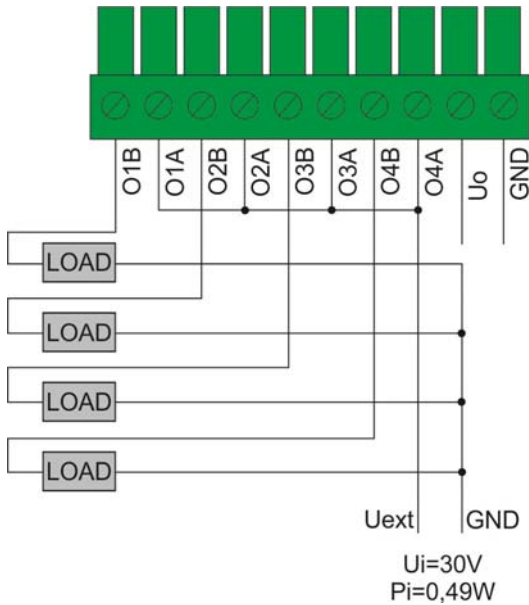 O1B
O1A
O2B
O2A
O3B
O3A
O4B
O4A
Uo
GND
LOAD
LOAD
LOAD
LOAD
Uext
GND
Ui=30V
Pi=0,49W